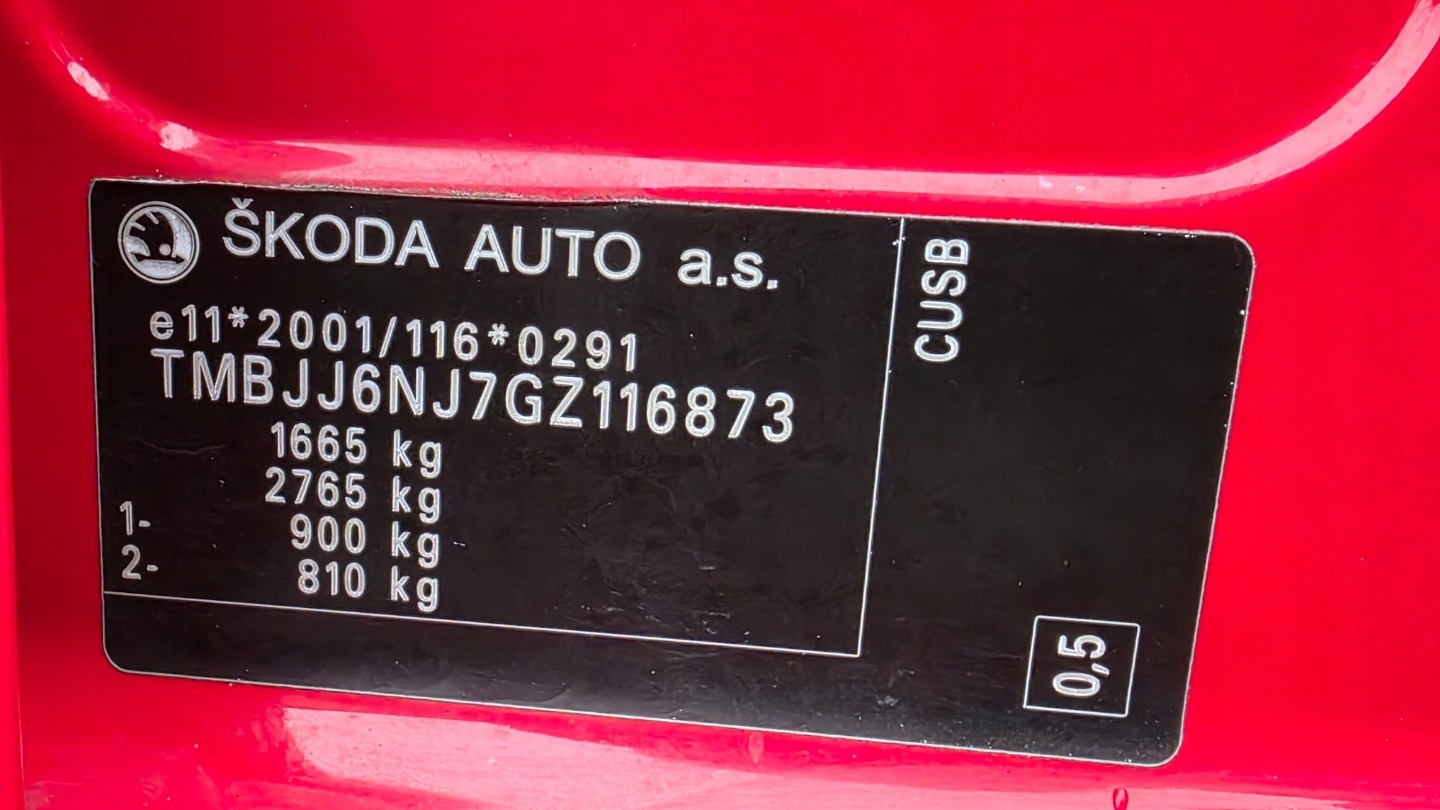 ŠKODA AUTO a.s.
e11*2001/116*0291
TMBJJ6NJ7GZ116873
1665 kg
2765 kg
1- 900 kg
2- 810 kg
CUSB
0,5